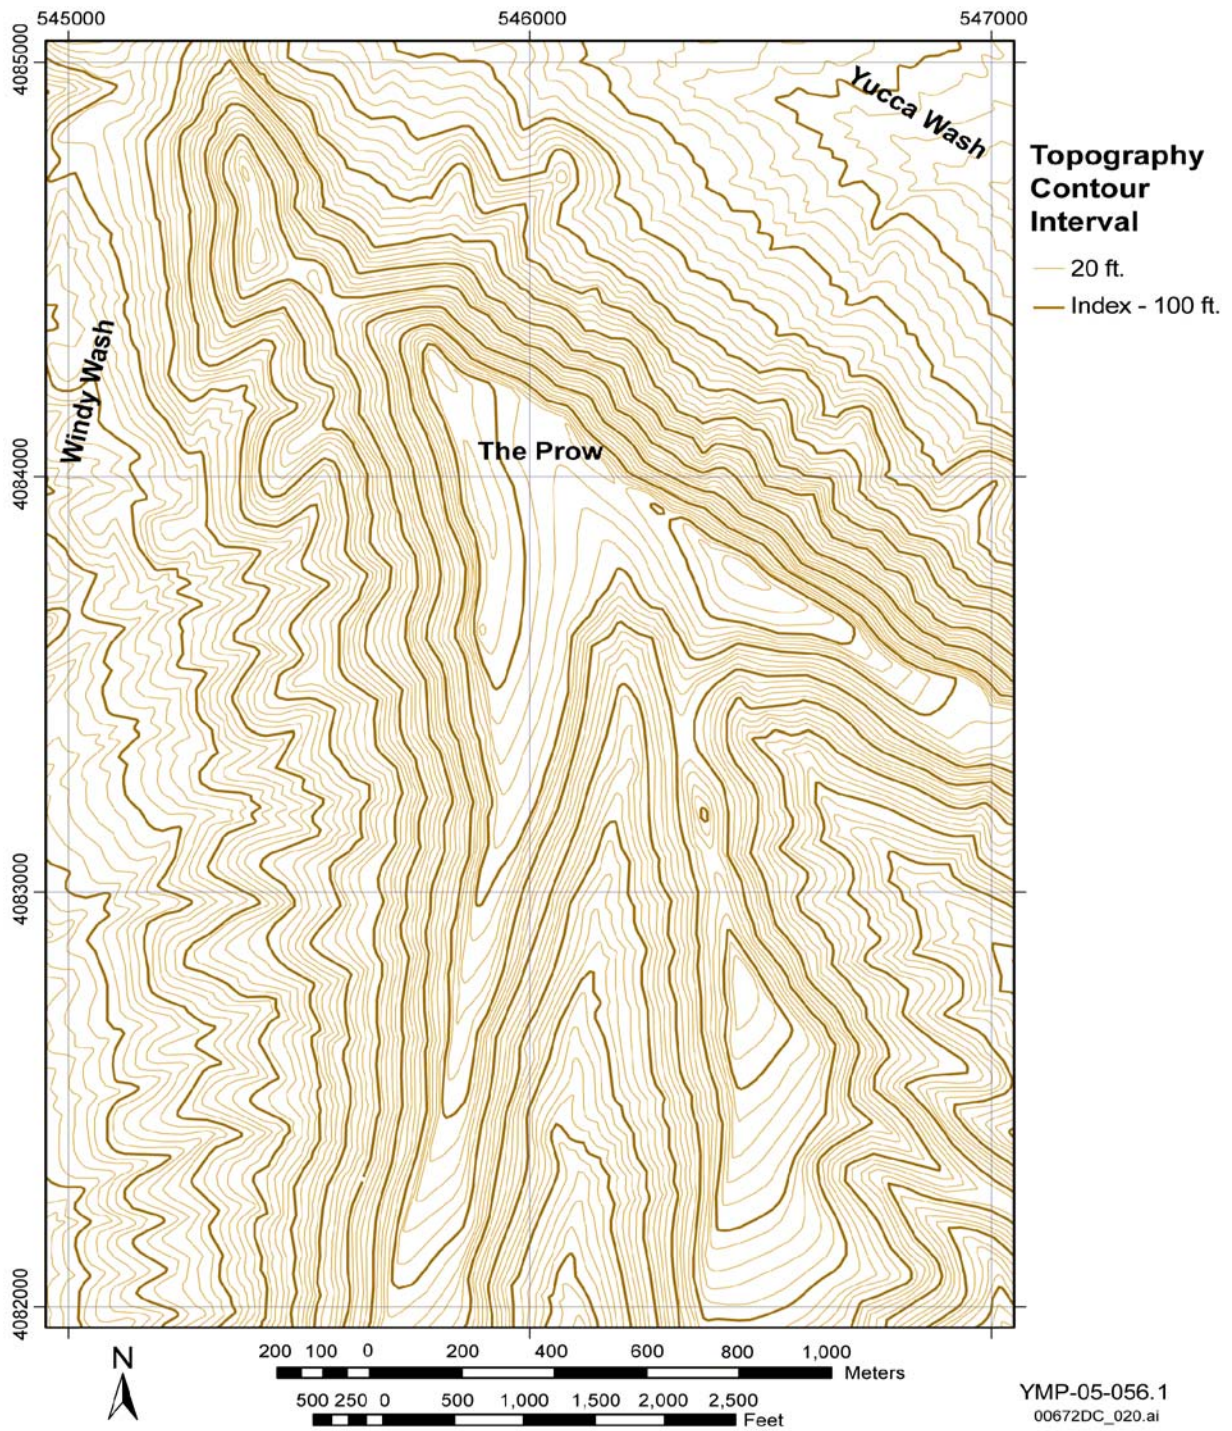 545000 546000 547000
4085000
4084000
4083000
4082000
Yucca Wash
Windy Wash
The Prow
Topography
Contour
Interval
20 ft.
Index - 100 ft.
N
200 100 0 200 400 600 800 1,000
Meters
500 250 0 500 1,000 1,500 2,000 2,500
Feet
YMP-05-056.1
00672DC_020.ai